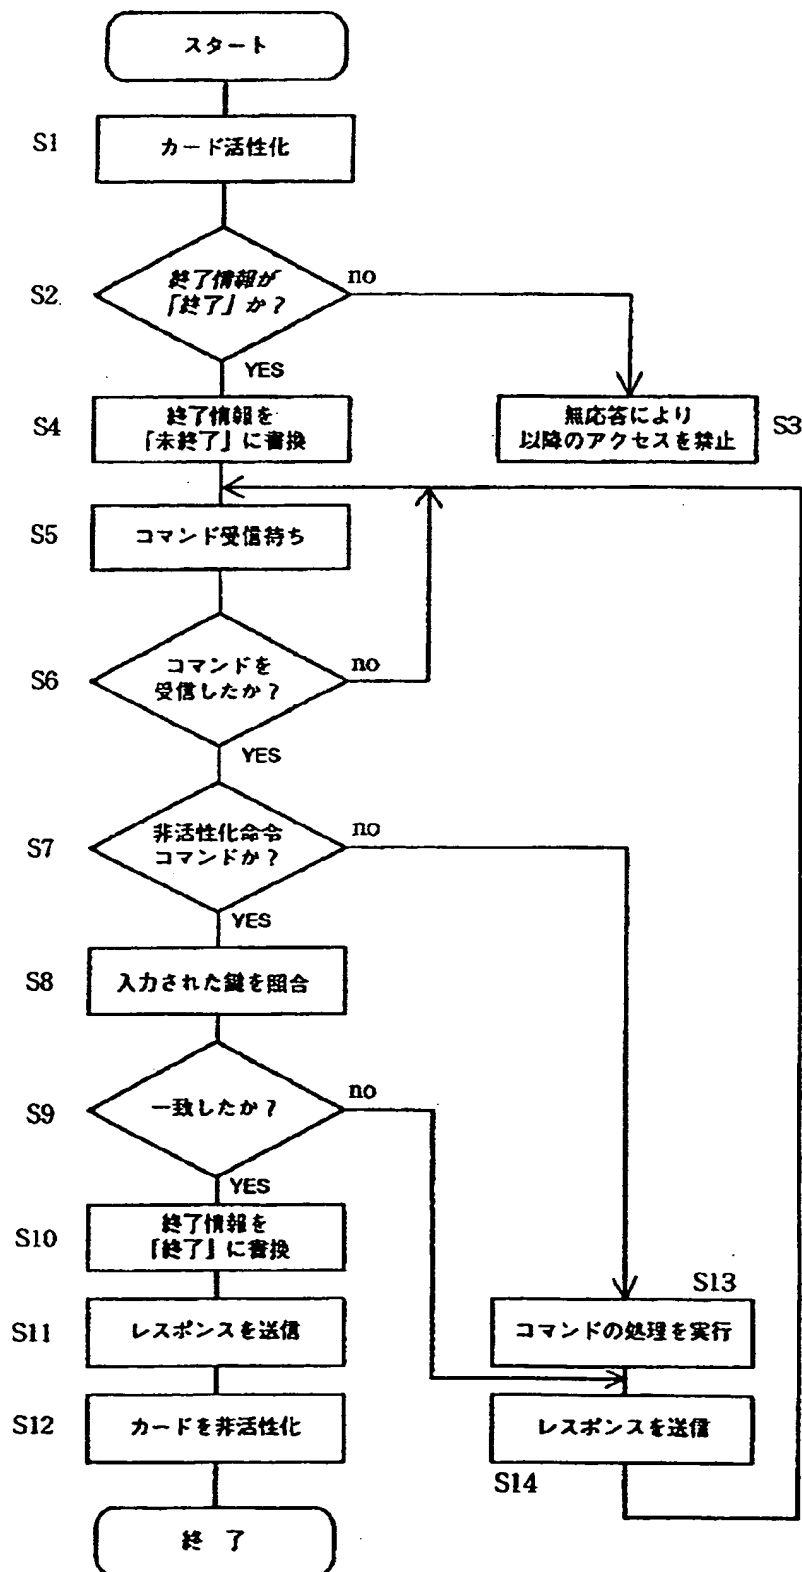 スタート
S1
カード活性化
S2
終了情報が
「終了」か?
no
YES
S4
終了情報を
「未終了」に書換
無応答により
以降のアクセスを禁止
S3
S5
コマンド受信待ち
S6
コマンドを
受信したか?
no
YES
S7
非活性化命令
コマンドか?
no
YES
S8
入力された鍵を照合
S9
一致したか?
no
YES
S10
終了情報を
「終了」に書換
S11
レスポンスを送信
S13
コマンドの処理を実行
S12
カードを非活性化
レスポンスを送信
S14
終 了